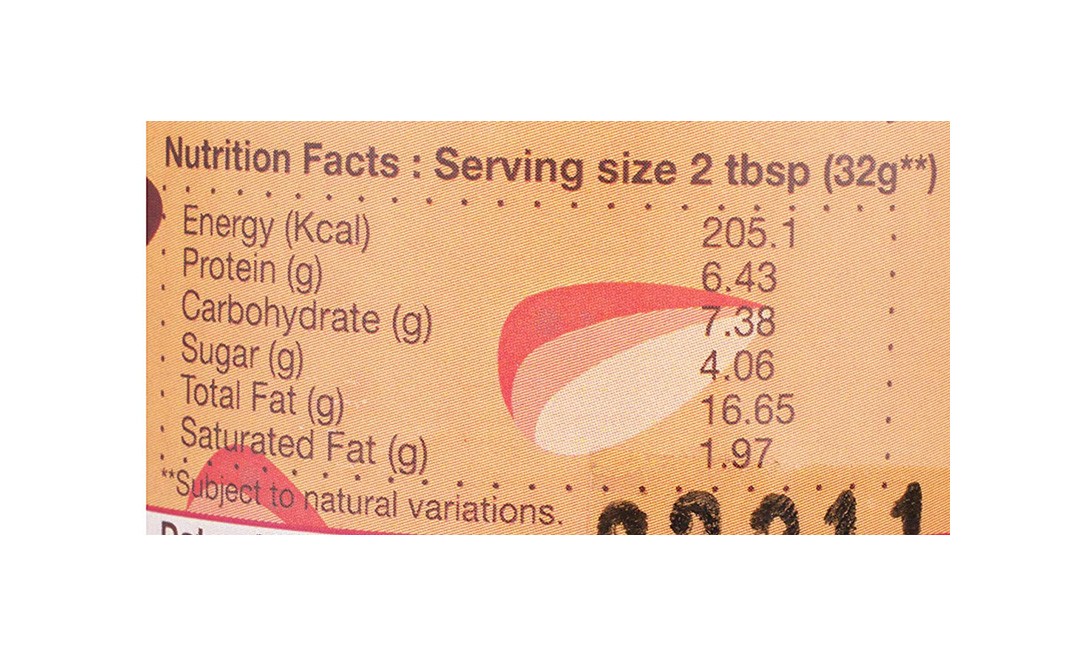 Nutrition Facts : Serving size 2 tbsp (32g**)
Energy (Kcal) 205.1
Protein (g) 6.43
Carbohydrate (g) 7.38
Sugar (g) 4.06
Total Fat (g) 16.65
Saturated Fat (g) 1.97
**Subject to natural variations.